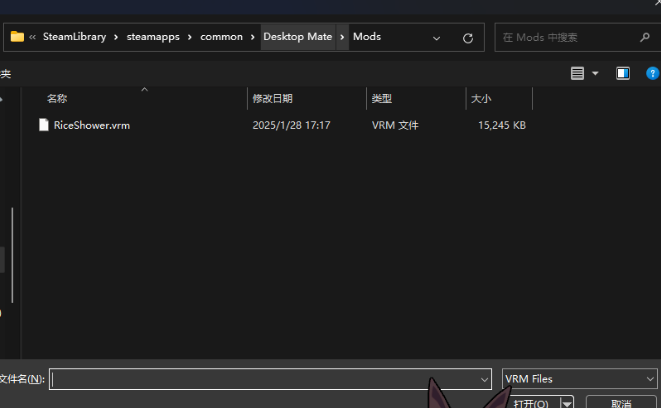 « SteamLibrary > steamapps > common > Desktop Mate > Mods
在 Mods 中搜索
夹
名称 修改日期 类型 大小
RiceShower.vrm 2025/1/28 17:17 VRM 文件 15,245 KB
文件名(N): VRM Files
打开(O) 取消